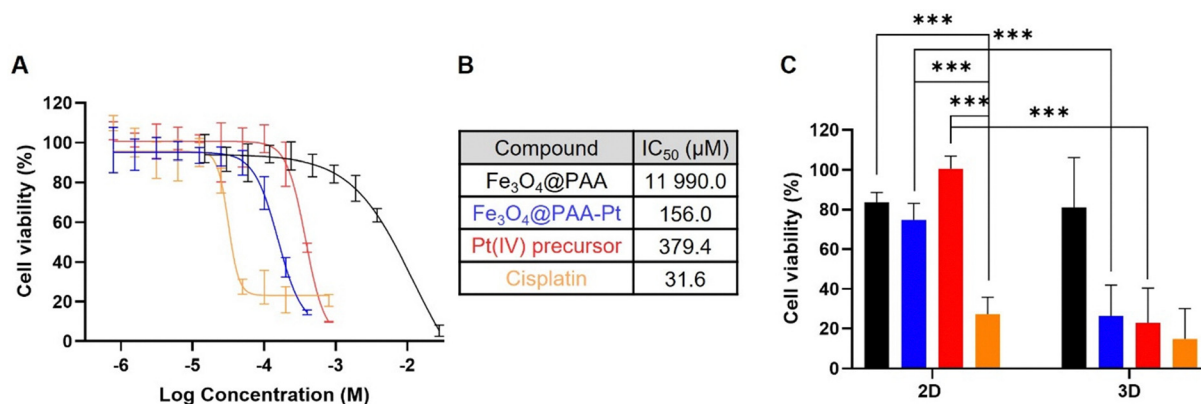 A
Cell viability (%)
120
100
80
60
40
20
0
-6 -5 -4 -3 -2
Log Concentration (M)
B
Compound IC₅₀ (µM)
Fe₃O₄@PAA 11 990.0
Fe₃O₄@PAA-Pt 156.0
Pt(IV) precursor 379.4
Cisplatin 31.6
C
***
***
***
***
***
Cell viability (%)
120
100
80
60
40
20
0
2D 3D